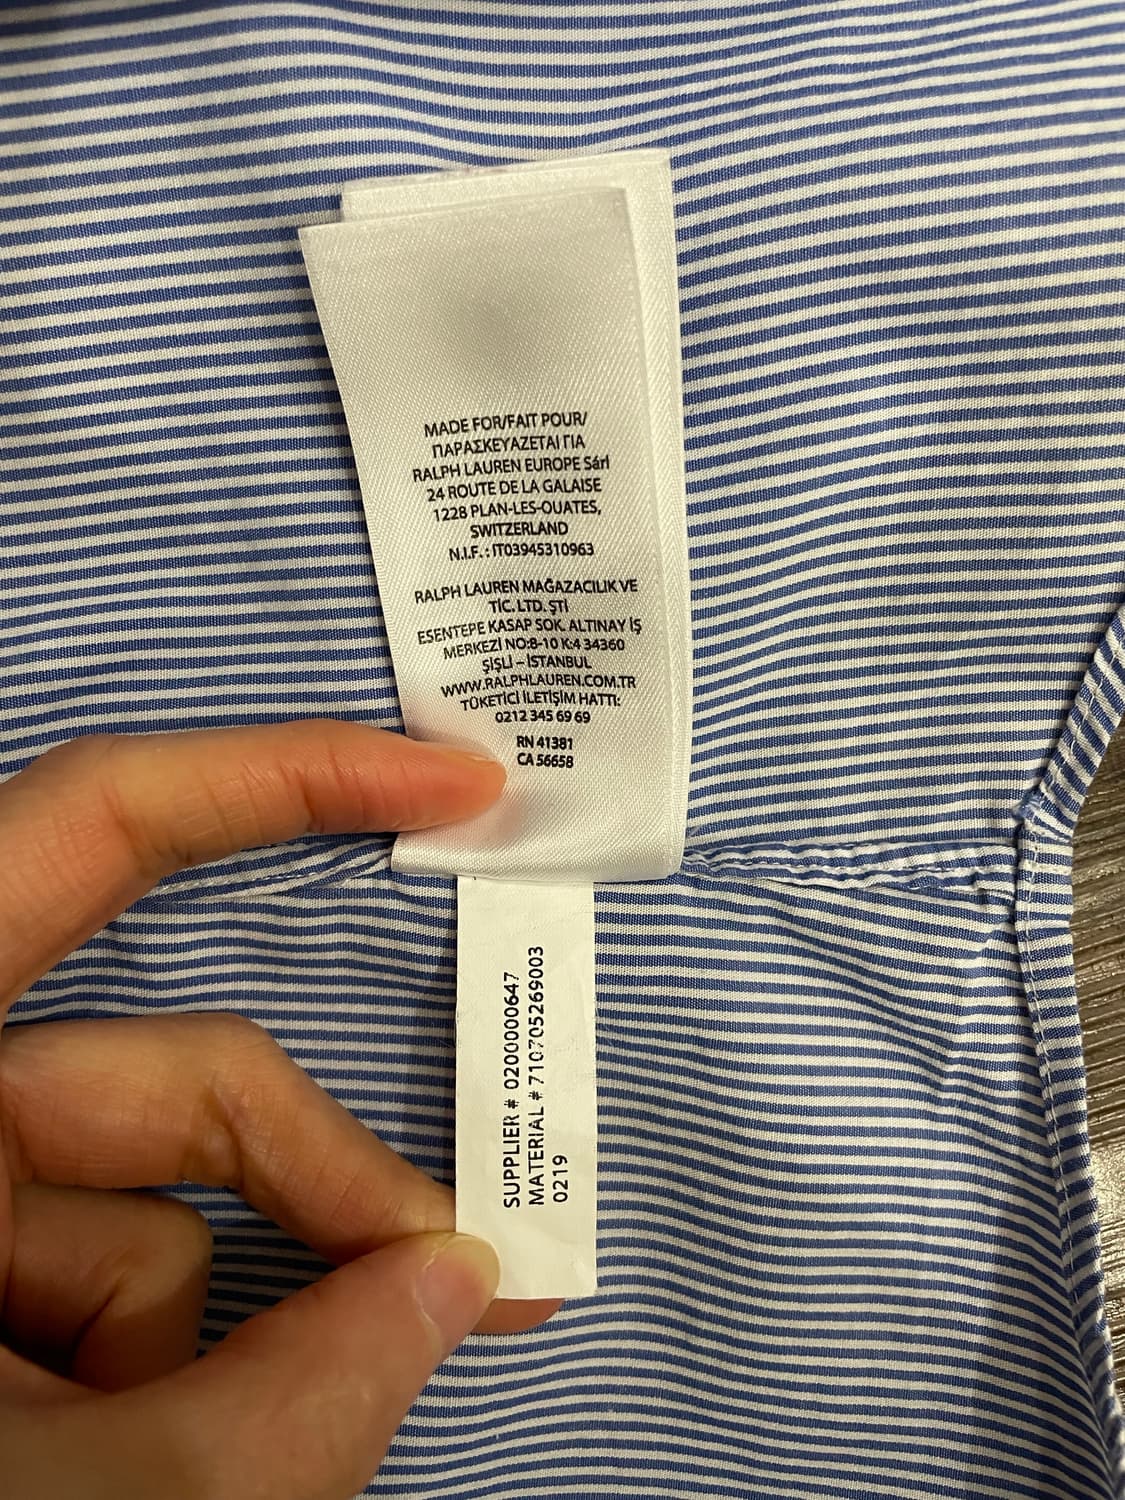 MADE FOR/FAIT POUR/
ΠΑΡΑΣΚΕΥΑΖΕΤΑΙ ΓΙΑ
RALPH LAUREN EUROPE Sárl
24 ROUTE DE LA GALAISE
1228 PLAN-LES-OUATES,
SWITZERLAND
N.I.F. : IT03945310963
RALPH LAUREN MAĞAZACILIK VE
TİC. LTD. ŞTİ
ESENTEPE KASAP SOK. ALTINAY İŞ
MERKEZİ NO:8-10 K:4 34360
ŞİŞLİ – İSTANBUL
WWW.RALPHLAUREN.COM.TR
TÜKETİCİ İLETİŞİM HATTI:
0212 345 69 69
RN 41381
CA 56658
SUPPLIER # 0200000647
MATERIAL # 710705269003
0219